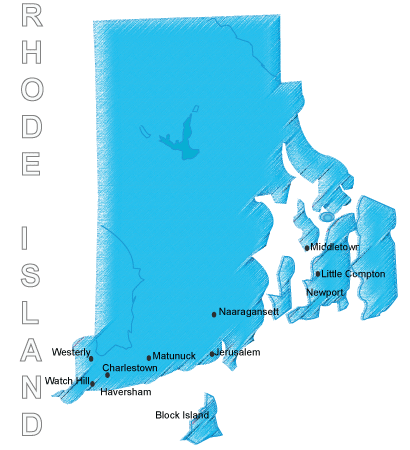 RHODE ISLAND
Middletown
Little Compton
Newport
Naaragansett
Westerly
Matunuck
Jerusalem
Charlestown
Watch Hill
Haversham
Block Island